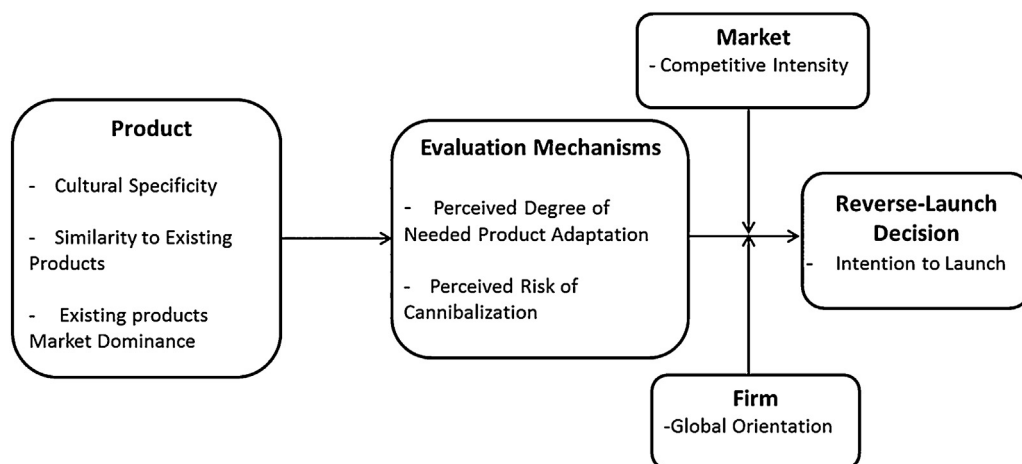 Market
- Competitive Intensity
Product
- Cultural Specificity
- Similarity to Existing
Products
- Existing products
Market Dominance
Evaluation Mechanisms
- Perceived Degree of
Needed Product Adaptation
- Perceived Risk of
Cannibalization
Reverse-Launch
Decision
- Intention to Launch
Firm
-Global Orientation